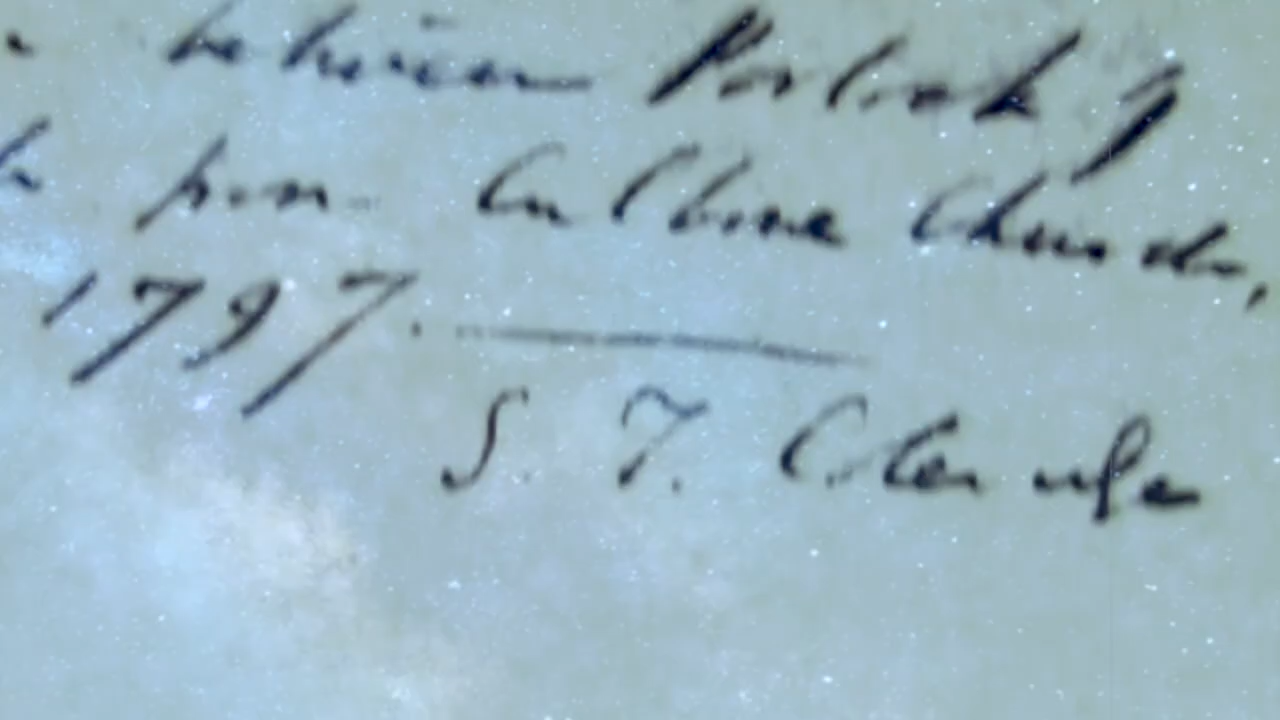 between Porlock &
from Culbone Church,
1797.
S. T. Coleridge